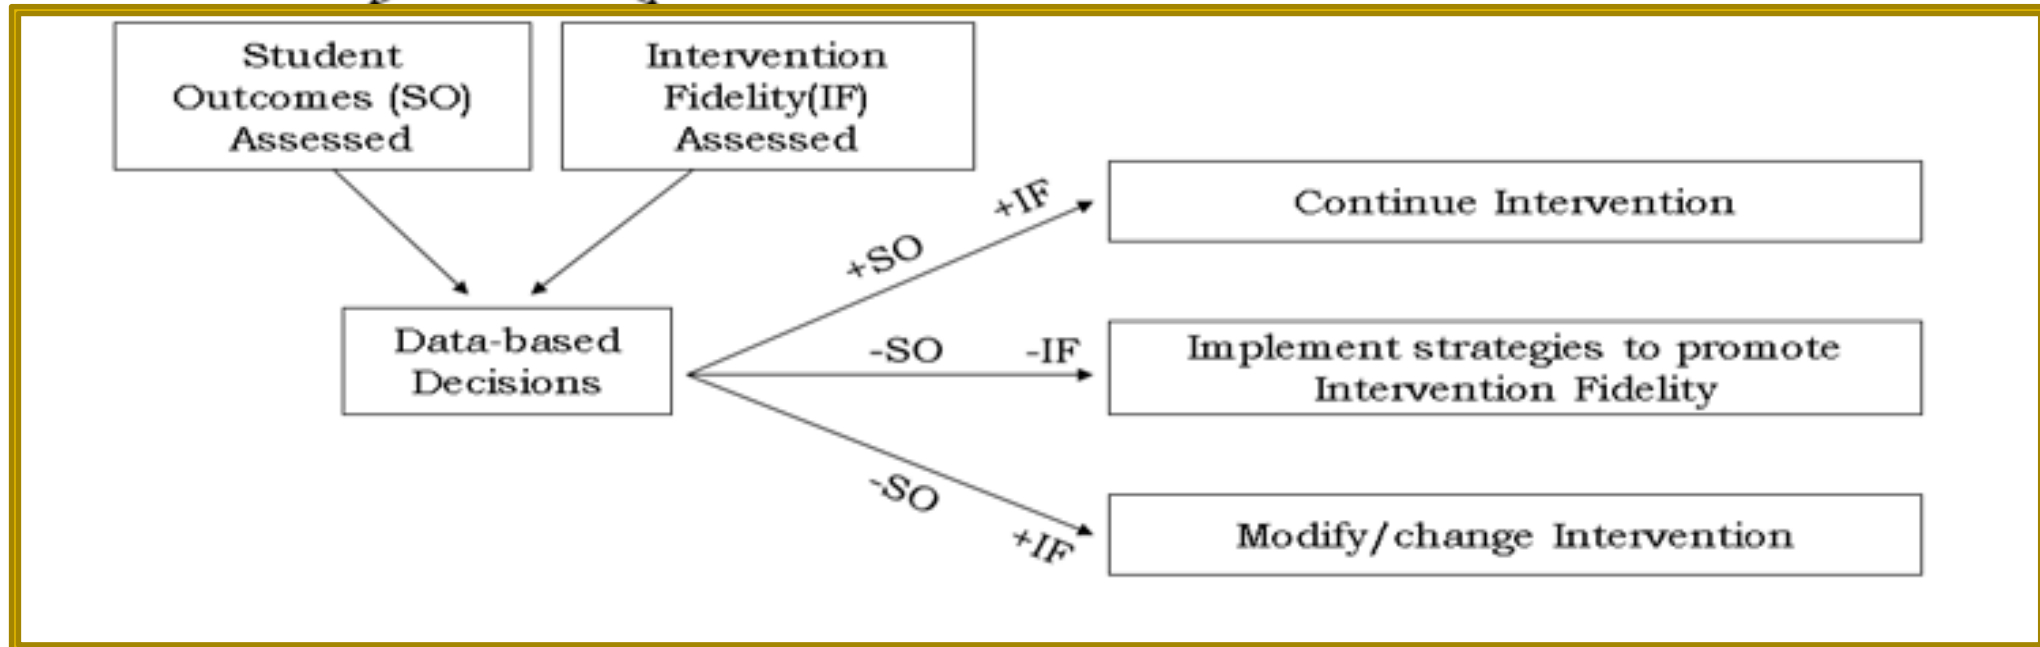 Student
Outcomes (SO)
Assessed
Intervention
Fidelity(IF)
Assessed
+SO +IF
Continue Intervention
Data-based
Decisions
-SO -IF
Implement strategies to promote
Intervention Fidelity
-SO +IF
Modify/change Intervention